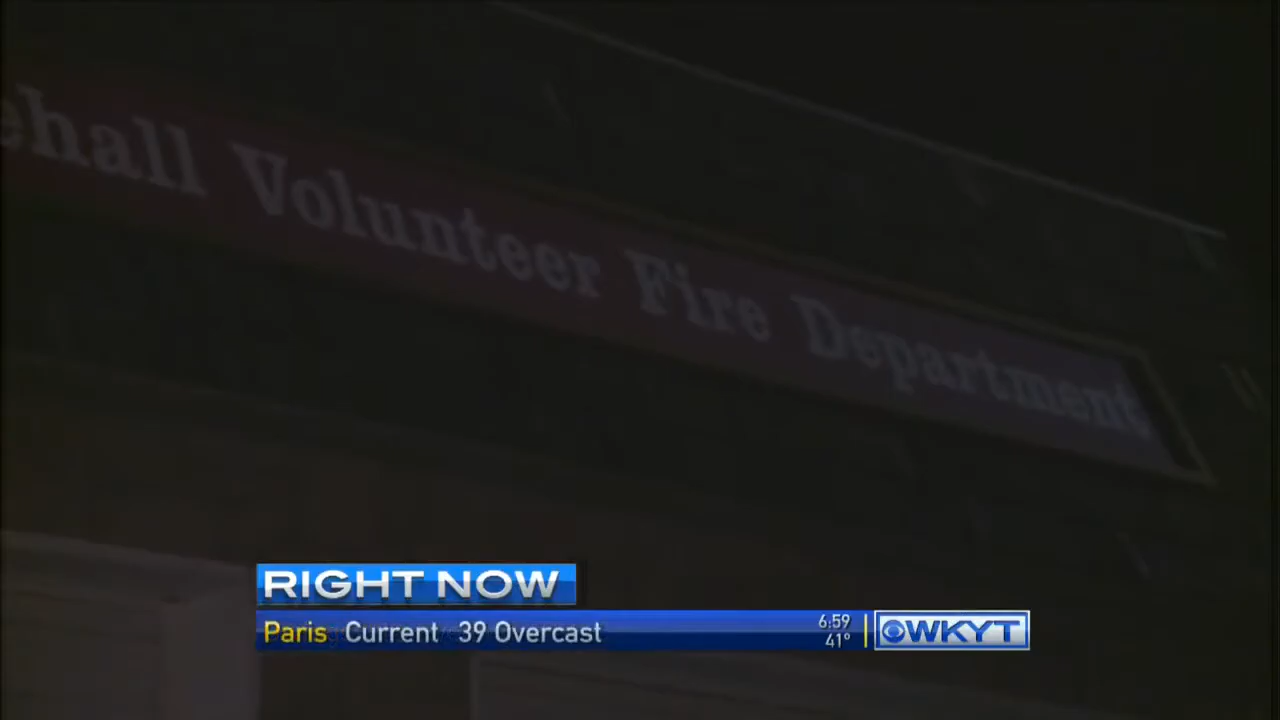 ehall Volunteer Fire Department
RIGHT NOW
Paris Current 39 Overcast
6:59
41°
WKYT